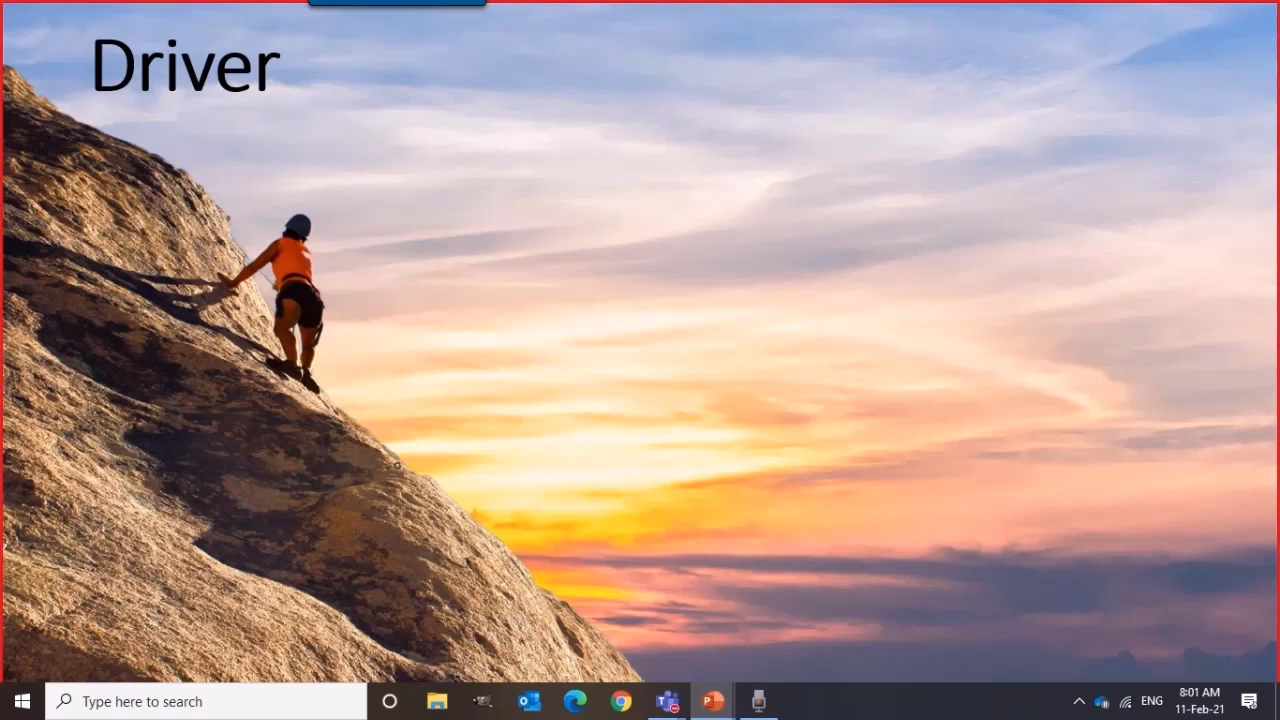 Driver
Type here to search
ENG
8:01 AM
11-Feb-21